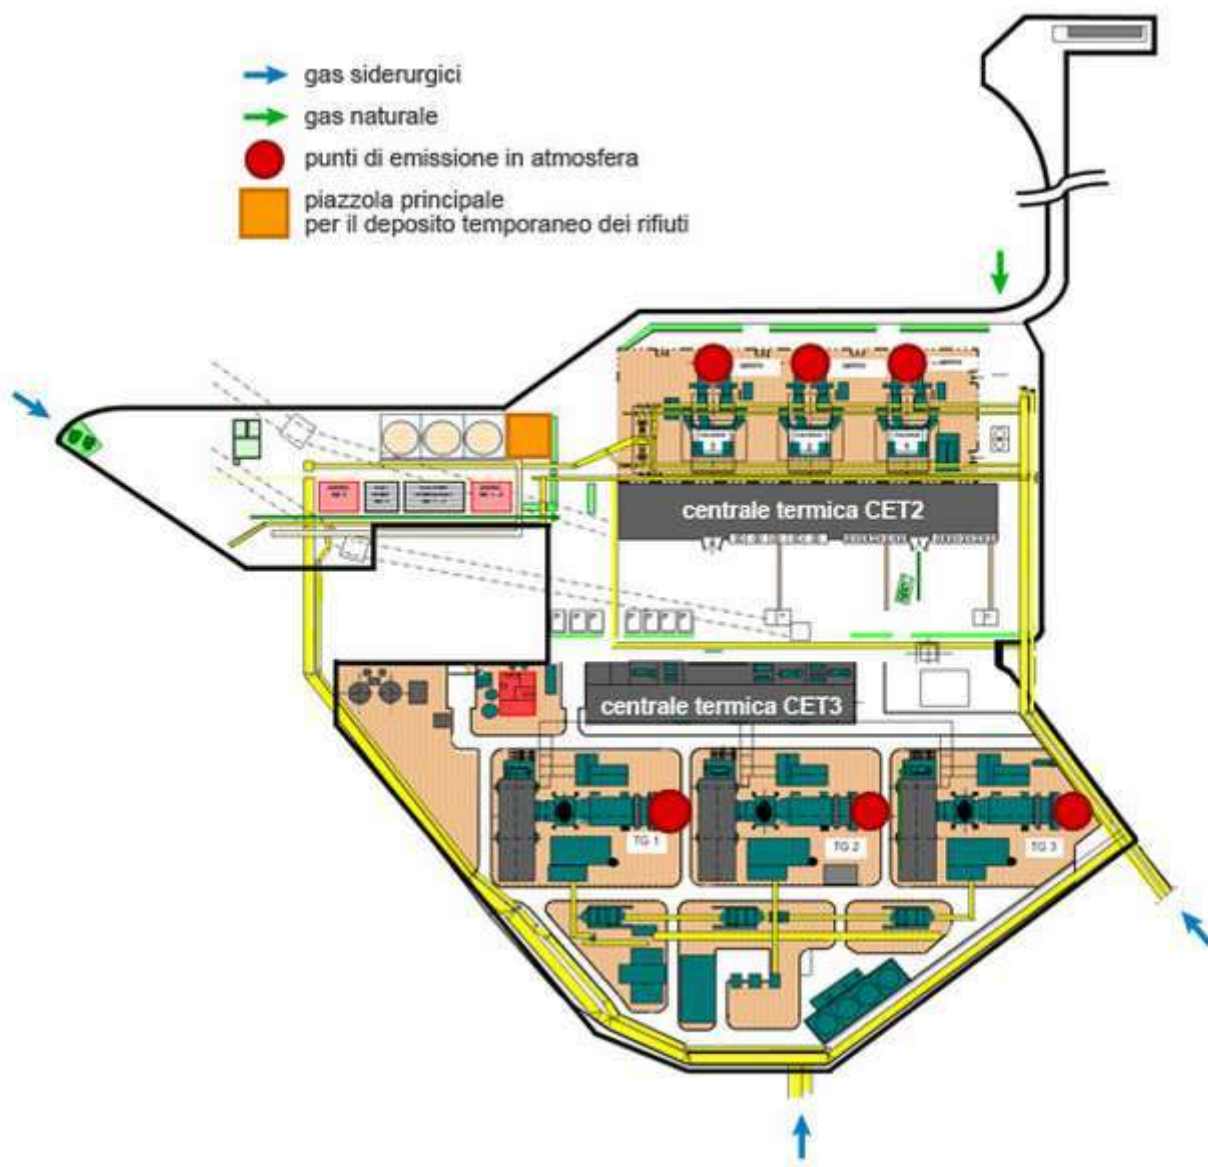 gas siderurgici
gas naturale
punti di emissione in atmosfera
piazzola principale
per il deposito temporaneo dei rifiuti
centrale termica CET2
centrale termica CET3
TG 1
TG 2
TG 3